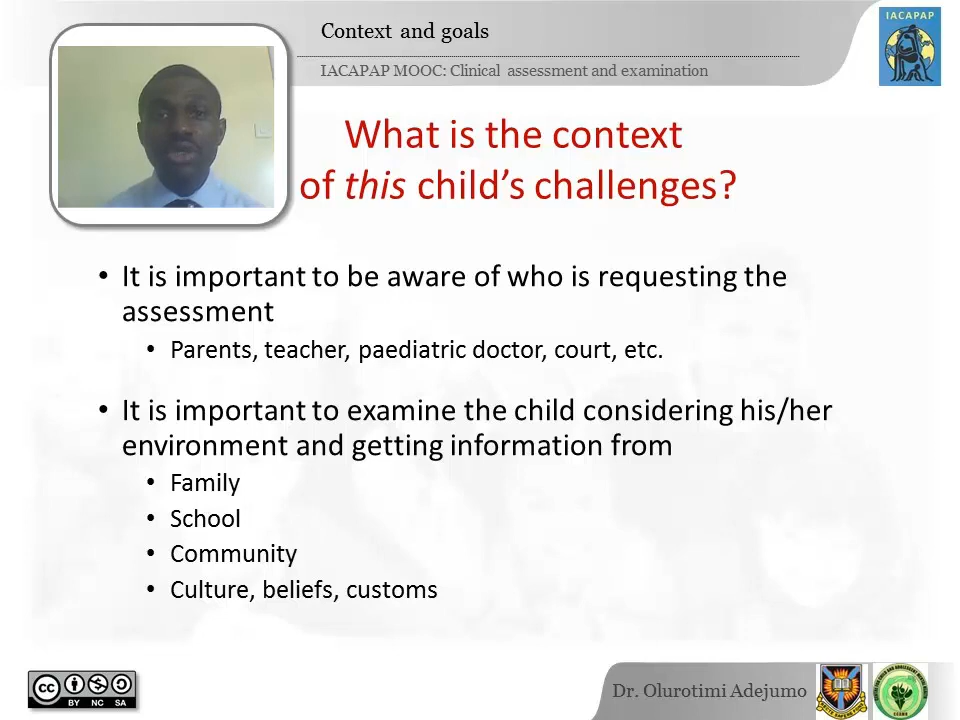 Context and goals
IACAPAP MOOC: Clinical assessment and examination
IACAPAP
What is the context
of this child's challenges?
• It is important to be aware of who is requesting the
assessment
• Parents, teacher, paediatric doctor, court, etc.
• It is important to examine the child considering his/her
environment and getting information from
• Family
• School
• Community
• Culture, beliefs, customs
cc
BY NC SA
Dr. Olurotimi Adejumo